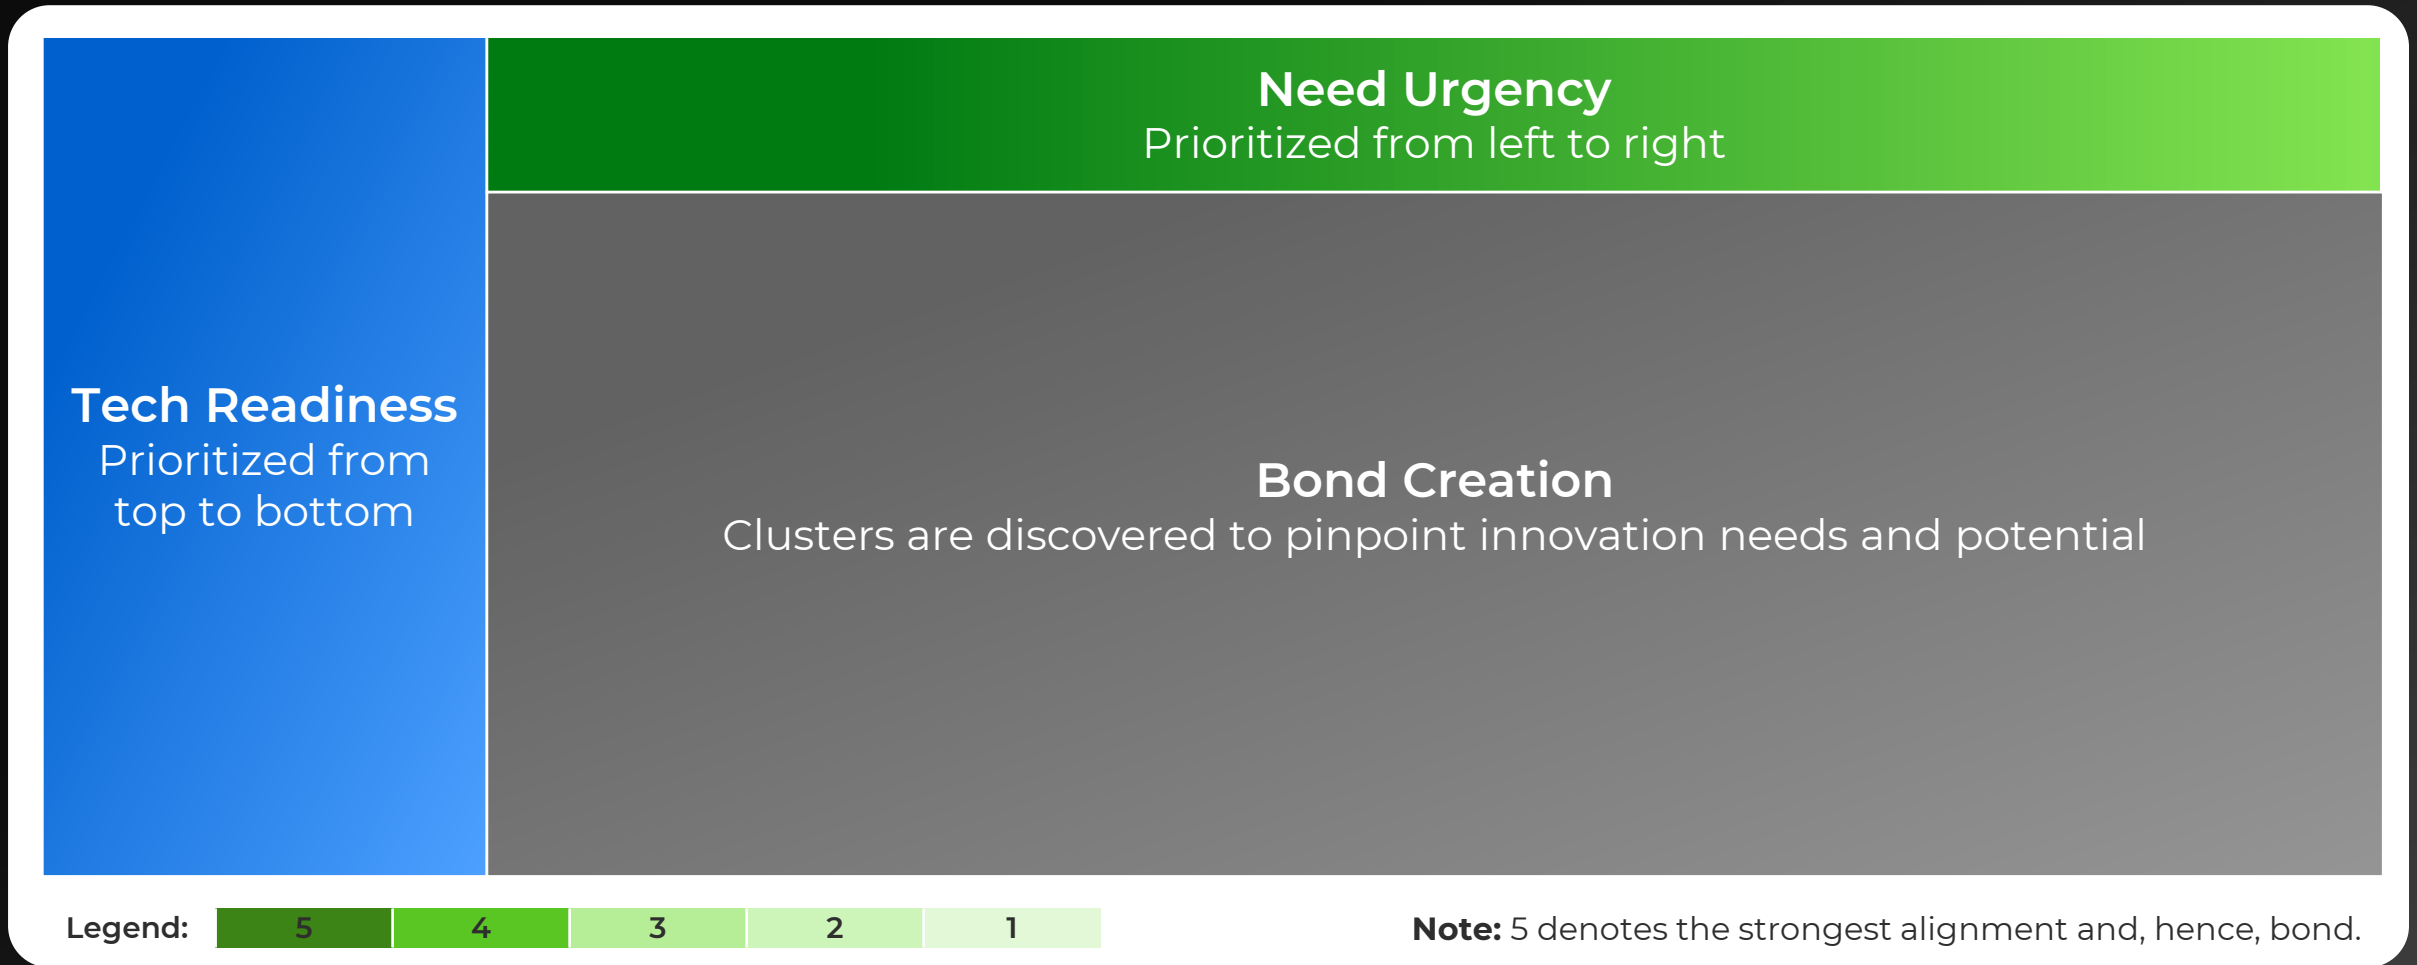 Need Urgency
Prioritized from left to right
Tech Readiness
Prioritized from
top to bottom
Bond Creation
Clusters are discovered to pinpoint innovation needs and potential
Legend: 5 4 3 2 1
Note: 5 denotes the strongest alignment and, hence, bond.